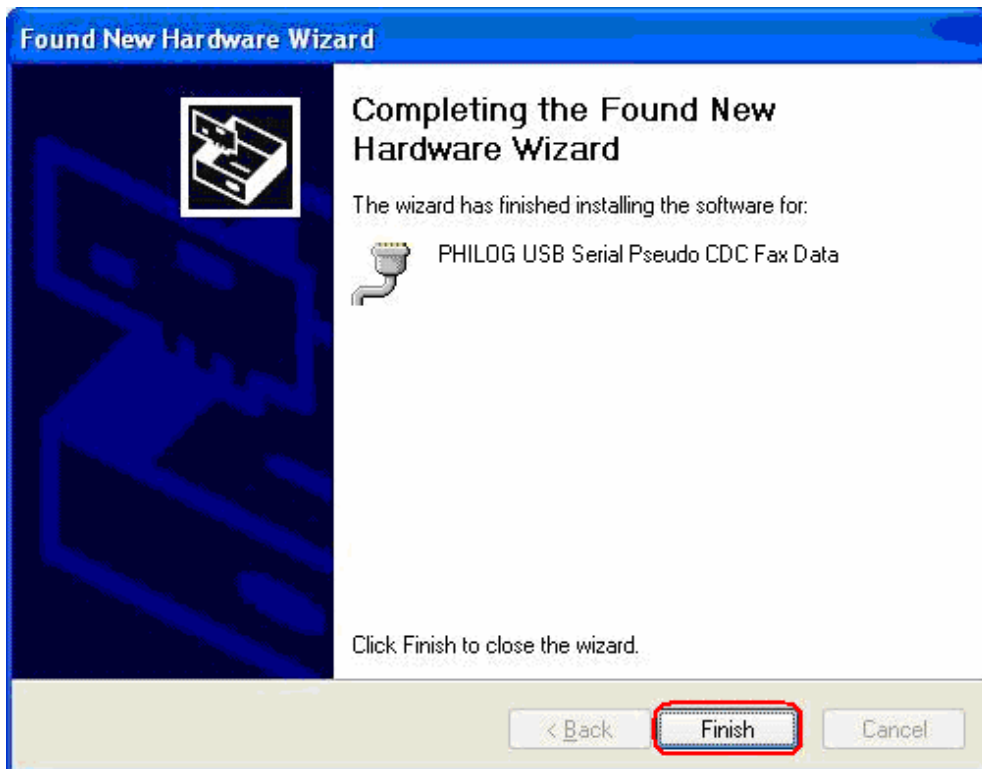 Found New Hardware Wizard
Completing the Found New
Hardware Wizard
The wizard has finished installing the software for:
PHILOG USB Serial Pseudo CDC Fax Data
Click Finish to close the wizard.
< Back Finish Cancel